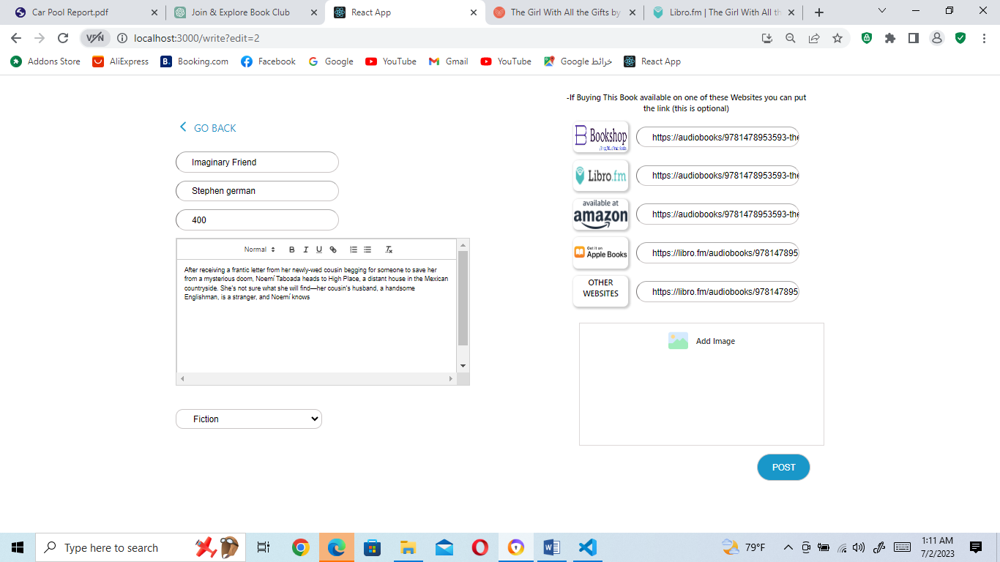 Car Pool Report.pdf
Join & Explore Book Club
React App
The Girl With All the Gifts by
Libro.fm | The Girl With All th
VPN
localhost:3000/write?edit=2
Addons Store
AliExpress
Booking.com
Facebook
Google
YouTube
Gmail
YouTube
Google خرائط
React App
GO BACK
Imaginary Friend
Stephen german
400
Normal
B I U
After receiving a frantic letter from her newly-wed cousin begging for someone to save her
from a mysterious doom, Noemí Taboada heads to High Place, a distant house in the Mexican
countryside. She's not sure what she will find—her cousin's husband, a handsome
Englishman, is a stranger, and Noemí knows
Fiction
-If Buying This Book available on one of these Websites you can put
the link (this is optional)
Bookshop
https://audiobooks/9781478953593-the
Libro.fm
https://audiobooks/9781478953593-the
available at
amazon
https://audiobooks/9781478953593-the
Get it on
Apple Books
https://libro.fm/audiobooks/978147895
OTHER
WEBSITES
https://libro.fm/audiobooks/978147895
Add Image
POST
Type here to search
79°F
1:11 AM
7/2/2023